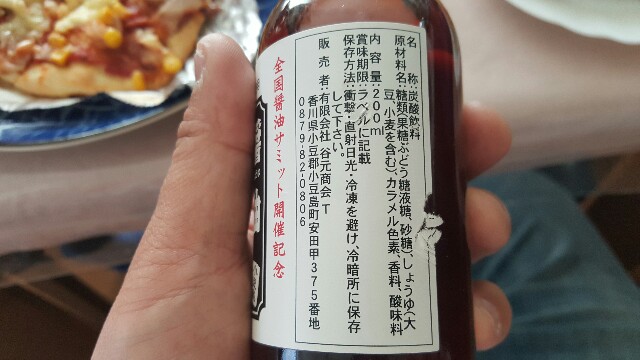 名　称:炭酸飲料
原材料名:糖類(果糖ぶどう糖液糖、砂糖)、しょうゆ(大
豆、小麦を含む)、カラメル色素、香料、酸味料
内容量:200ml
賞味期限:ラベルに記載
保存方法:衝撃・直射日光・冷凍を避け、冷暗所に保存
して下さい。
販売者:有限会社 谷元商会 T
香川県小豆郡小豆島町安田甲375番地
0879-82-0806
全国醤油サミット開催記念